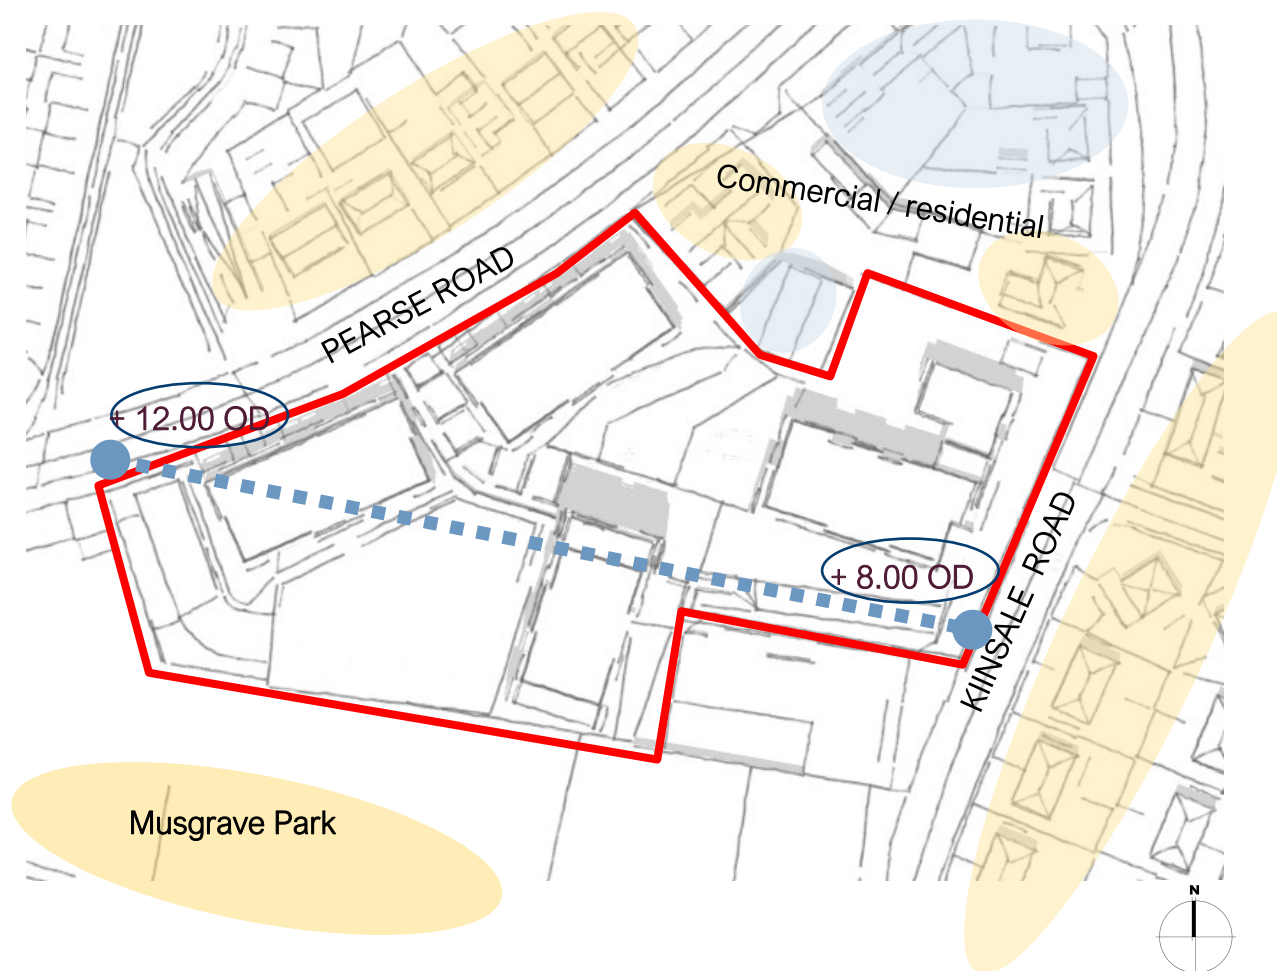 Commercial / residential
PEARSE ROAD
+ 12.00 OD
+ 8.00 OD
KIINSALE ROAD
Musgrave Park
N